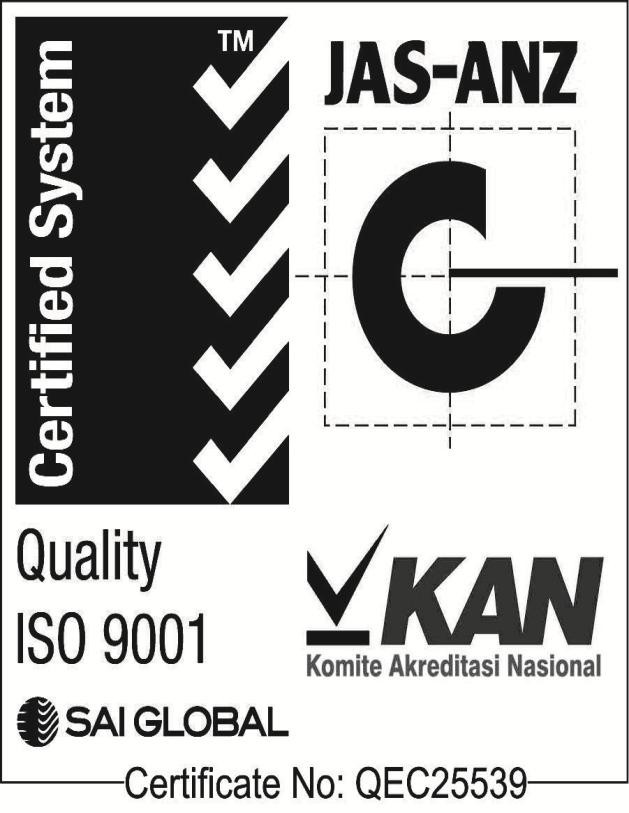 Certified System
TM
JAS-ANZ
Quality
ISO 9001
KAN
Komite Akreditasi Nasional
SAI GLOBAL
Certificate No: QEC25539